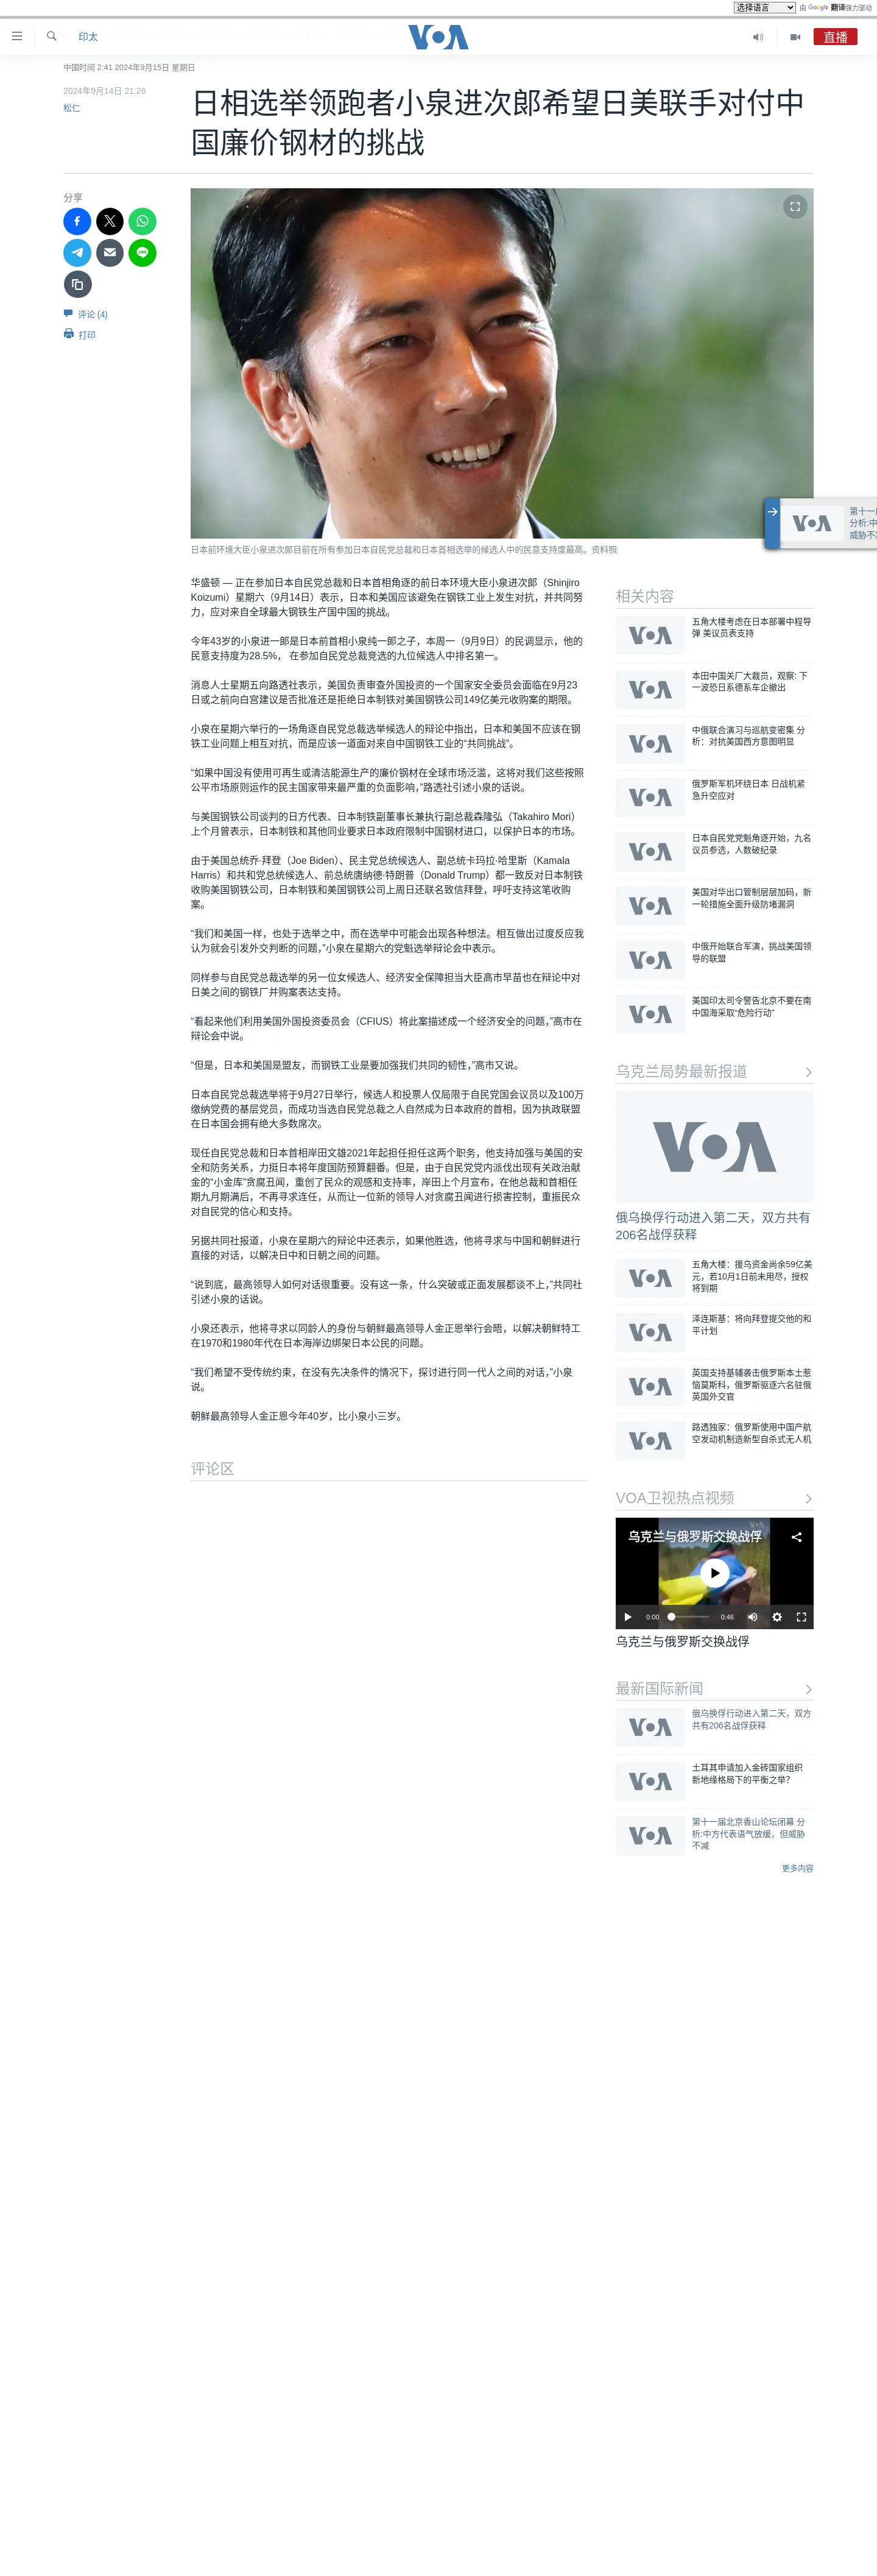 选择语言 由 Google 翻译强力驱动
印太
VOA
直播
中国时间 2:41 2024年9月15日 星期日
2024年9月14日 21:26
松仁
日相选举领跑者小泉进次郎希望日美联手对付中
国廉价钢材的挑战
分享
评论 (4)
打印
日本前环境大臣小泉进次郎目前在所有参加日本自民党总裁和日本首相选举的候选人中的民意支持度最高。资料照
VOA
第十一届
分析:中
威胁不减
华盛顿 — 正在参加日本自民党总裁和日本首相角逐的前日本环境大臣小泉进次郎（Shinjiro
Koizumi）星期六（9月14日）表示，日本和美国应该避免在钢铁工业上发生对抗，并共同努
力，应对来自全球最大钢铁生产国中国的挑战。
今年43岁的小泉进一郎是日本前首相小泉纯一郎之子，本周一（9月9日）的民调显示，他的
民意支持度为28.5%， 在参加自民党总裁竞选的九位候选人中排名第一。
消息人士星期五向路透社表示，美国负责审查外国投资的一个国家安全委员会面临在9月23
日或之前向白宫建议是否批准还是拒绝日本制铁对美国钢铁公司149亿美元收购案的期限。
小泉在星期六举行的一场角逐自民党总裁选举候选人的辩论中指出，日本和美国不应该在钢
铁工业问题上相互对抗，而是应该一道面对来自中国钢铁工业的“共同挑战”。
“如果中国没有使用可再生或清洁能源生产的廉价钢材在全球市场泛滥，这将对我们这些按照
公平市场原则运作的民主国家带来最严重的负面影响，”路透社引述小泉的话说。
与美国钢铁公司谈判的日方代表、日本制铁副董事长兼执行副总裁森隆弘（Takahiro Mori）
上个月曾表示，日本制铁和其他同业要求日本政府限制中国钢材进口，以保护日本的市场。
由于美国总统乔·拜登（Joe Biden）、民主党总统候选人、副总统卡玛拉·哈里斯（Kamala
Harris）和共和党总统候选人、前总统唐纳德·特朗普（Donald Trump）都一致反对日本制铁
收购美国钢铁公司，日本制铁和美国钢铁公司上周日还联名致信拜登，呼吁支持这笔收购
案。
“我们和美国一样，也处于选举之中，而在选举中可能会出现各种想法。相互做出过度反应我
认为就会引发外交判断的问题，”小泉在星期六的党魁选举辩论会中表示。
同样参与自民党总裁选举的另一位女候选人、经济安全保障担当大臣高市早苗也在辩论中对
日美之间的钢铁厂并购案表达支持。
“看起来他们利用美国外国投资委员会（CFIUS）将此案描述成一个经济安全的问题，”高市在
辩论会中说。
“但是，日本和美国是盟友，而钢铁工业是要加强我们共同的韧性，”高市又说。
日本自民党总裁选举将于9月27日举行，候选人和投票人仅局限于自民党国会议员以及100万
缴纳党费的基层党员，而成功当选自民党总裁之人自然成为日本政府的首相，因为执政联盟
在日本国会拥有绝大多数席次。
现任自民党总裁和日本首相岸田文雄2021年起担任担任这两个职务，他支持加强与美国的安
全和防务关系，力挺日本将年度国防预算翻番。但是，由于自民党党内派伐出现有关政治献
金的“小金库”贪腐丑闻，重创了民众的观感和支持率，岸田上个月宣布，在他总裁和首相任
期九月期满后，不再寻求连任，从而让一位新的领导人对贪腐丑闻进行损害控制，重振民众
对自民党的信心和支持。
另据共同社报道，小泉在星期六的辩论中还表示，如果他胜选，他将寻求与中国和朝鲜进行
直接的对话，以解决日中和日朝之间的问题。
“说到底，最高领导人如何对话很重要。没有这一条，什么突破或正面发展都谈不上，”共同社
引述小泉的话说。
小泉还表示，他将寻求以同龄人的身份与朝鲜最高领导人金正恩举行会晤，以解决朝鲜特工
在1970和1980年代在日本海岸边绑架日本公民的问题。
“我们希望不受传统约束，在没有先决条件的情况下，探讨进行同一代人之间的对话，”小泉
说。
朝鲜最高领导人金正恩今年40岁，比小泉小三岁。
评论区
相关内容
VOA
五角大楼考虑在日本部署中程导
弹 美议员表支持
VOA
本田中国关厂大裁员，观察: 下
一波恐日系德系车企撤出
VOA
中俄联合演习与巡航变密集 分
析：对抗美国西方意图明显
VOA
俄罗斯军机环绕日本 日战机紧
急升空应对
VOA
日本自民党党魁角逐开始，九名
议员参选，人数破纪录
VOA
美国对华出口管制层层加码，新
一轮措施全面升级防堵漏洞
VOA
中俄开始联合军演，挑战美国领
导的联盟
VOA
美国印太司令警告北京不要在南
中国海采取“危险行动”
乌克兰局势最新报道
VOA
俄乌换俘行动进入第二天，双方共有
206名战俘获释
VOA
五角大楼：援乌资金尚余59亿美
元，若10月1日前未用尽，授权
将到期
VOA
泽连斯基：将向拜登提交他的和
平计划
VOA
英国支持基辅袭击俄罗斯本土惹
恼莫斯科，俄罗斯驱逐六名驻俄
英国外交官
VOA
路透独家：俄罗斯使用中国产航
空发动机制造新型自杀式无人机
VOA卫视热点视频
乌克兰与俄罗斯交换战俘
0:00 0:46
乌克兰与俄罗斯交换战俘
最新国际新闻
VOA
俄乌换俘行动进入第二天，双方
共有206名战俘获释
VOA
土耳其申请加入金砖国家组织
新地缘格局下的平衡之举？
VOA
第十一届北京香山论坛闭幕 分
析:中方代表语气放缓，但威胁
不减
更多内容